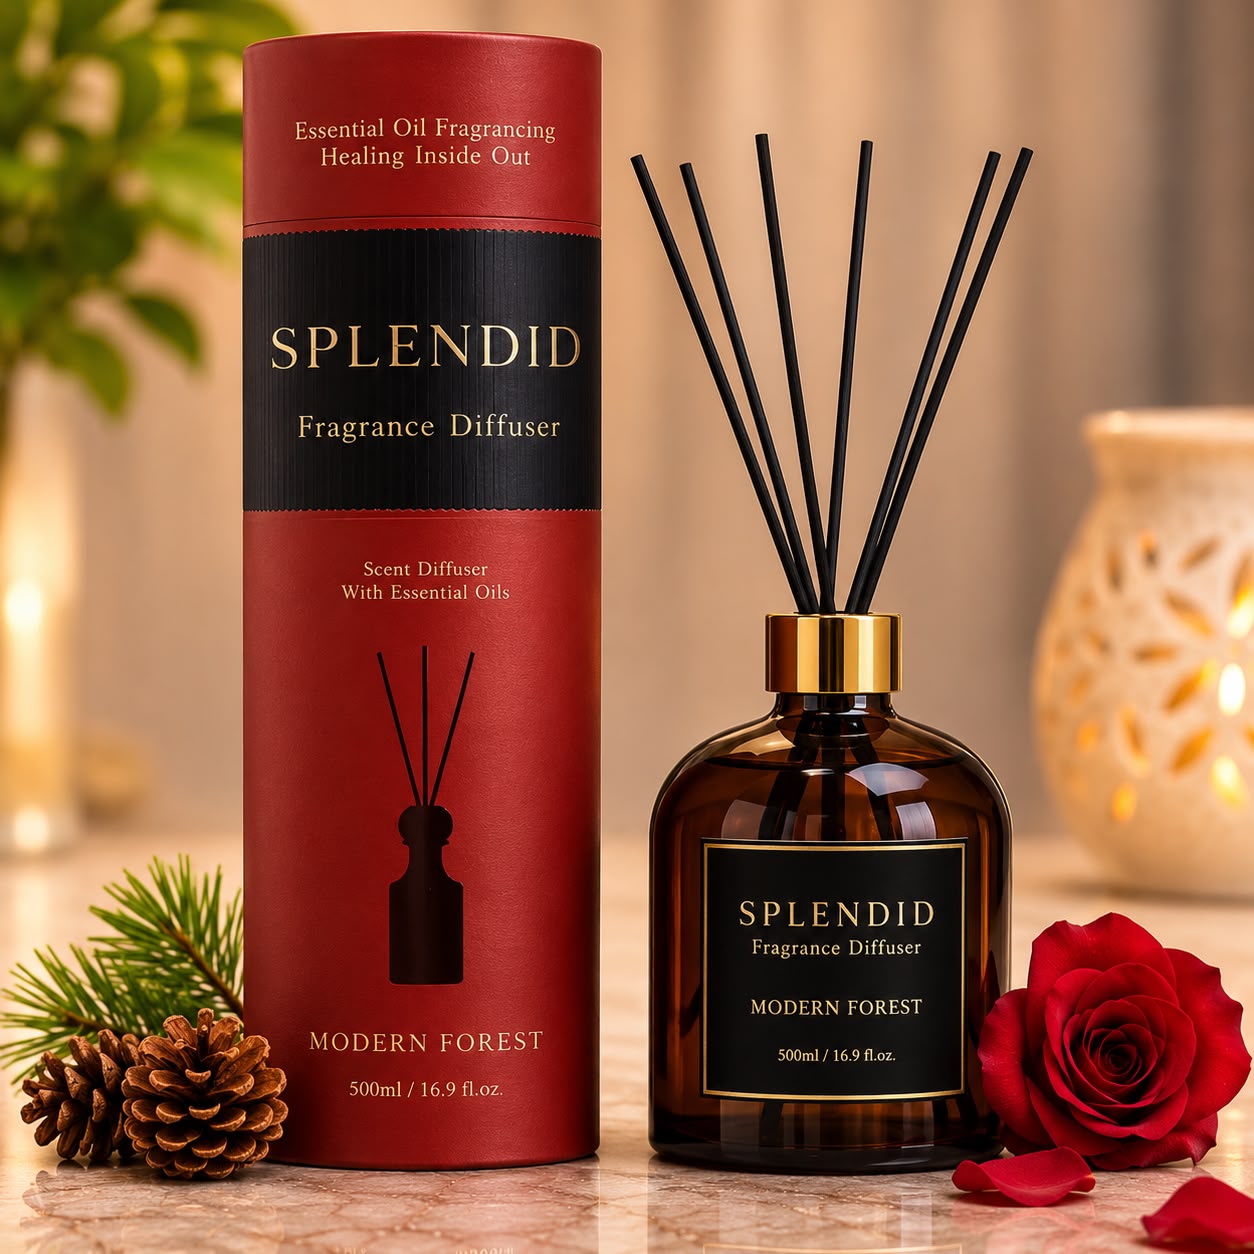 Essential Oil Fragrancing
Healing Inside Out
SPLENDID
Fragrance Diffuser
Scent Diffuser
With Essential Oils
MODERN FOREST
500ml / 16.9 fl.oz.
SPLENDID
Fragrance Diffuser
MODERN FOREST
500ml / 16.9 fl.oz.